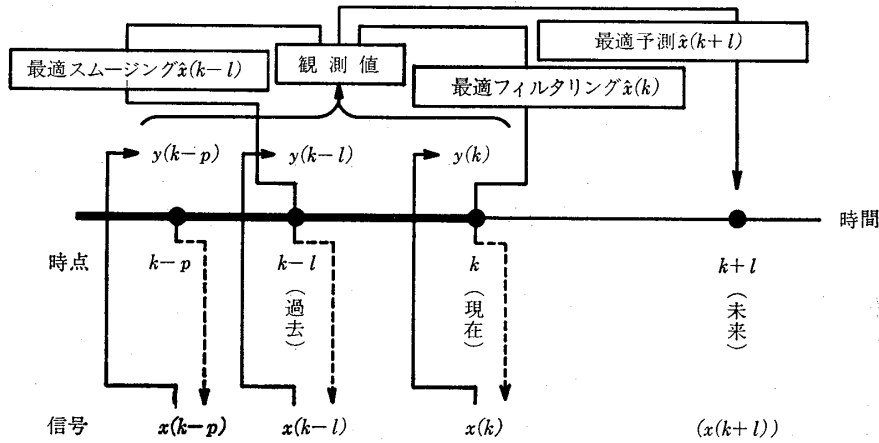 最適予測x̂(k+l)
最適スムージングx̂(k−l)
観測値
最適フィルタリングx̂(k)
y(k−p)
y(k−l)
y(k)
時間
時点
k−p
k−l
k
k+l
(過去)
(現在)
(未来)
信号
x(k−p)
x(k−l)
x(k)
(x(k+l))